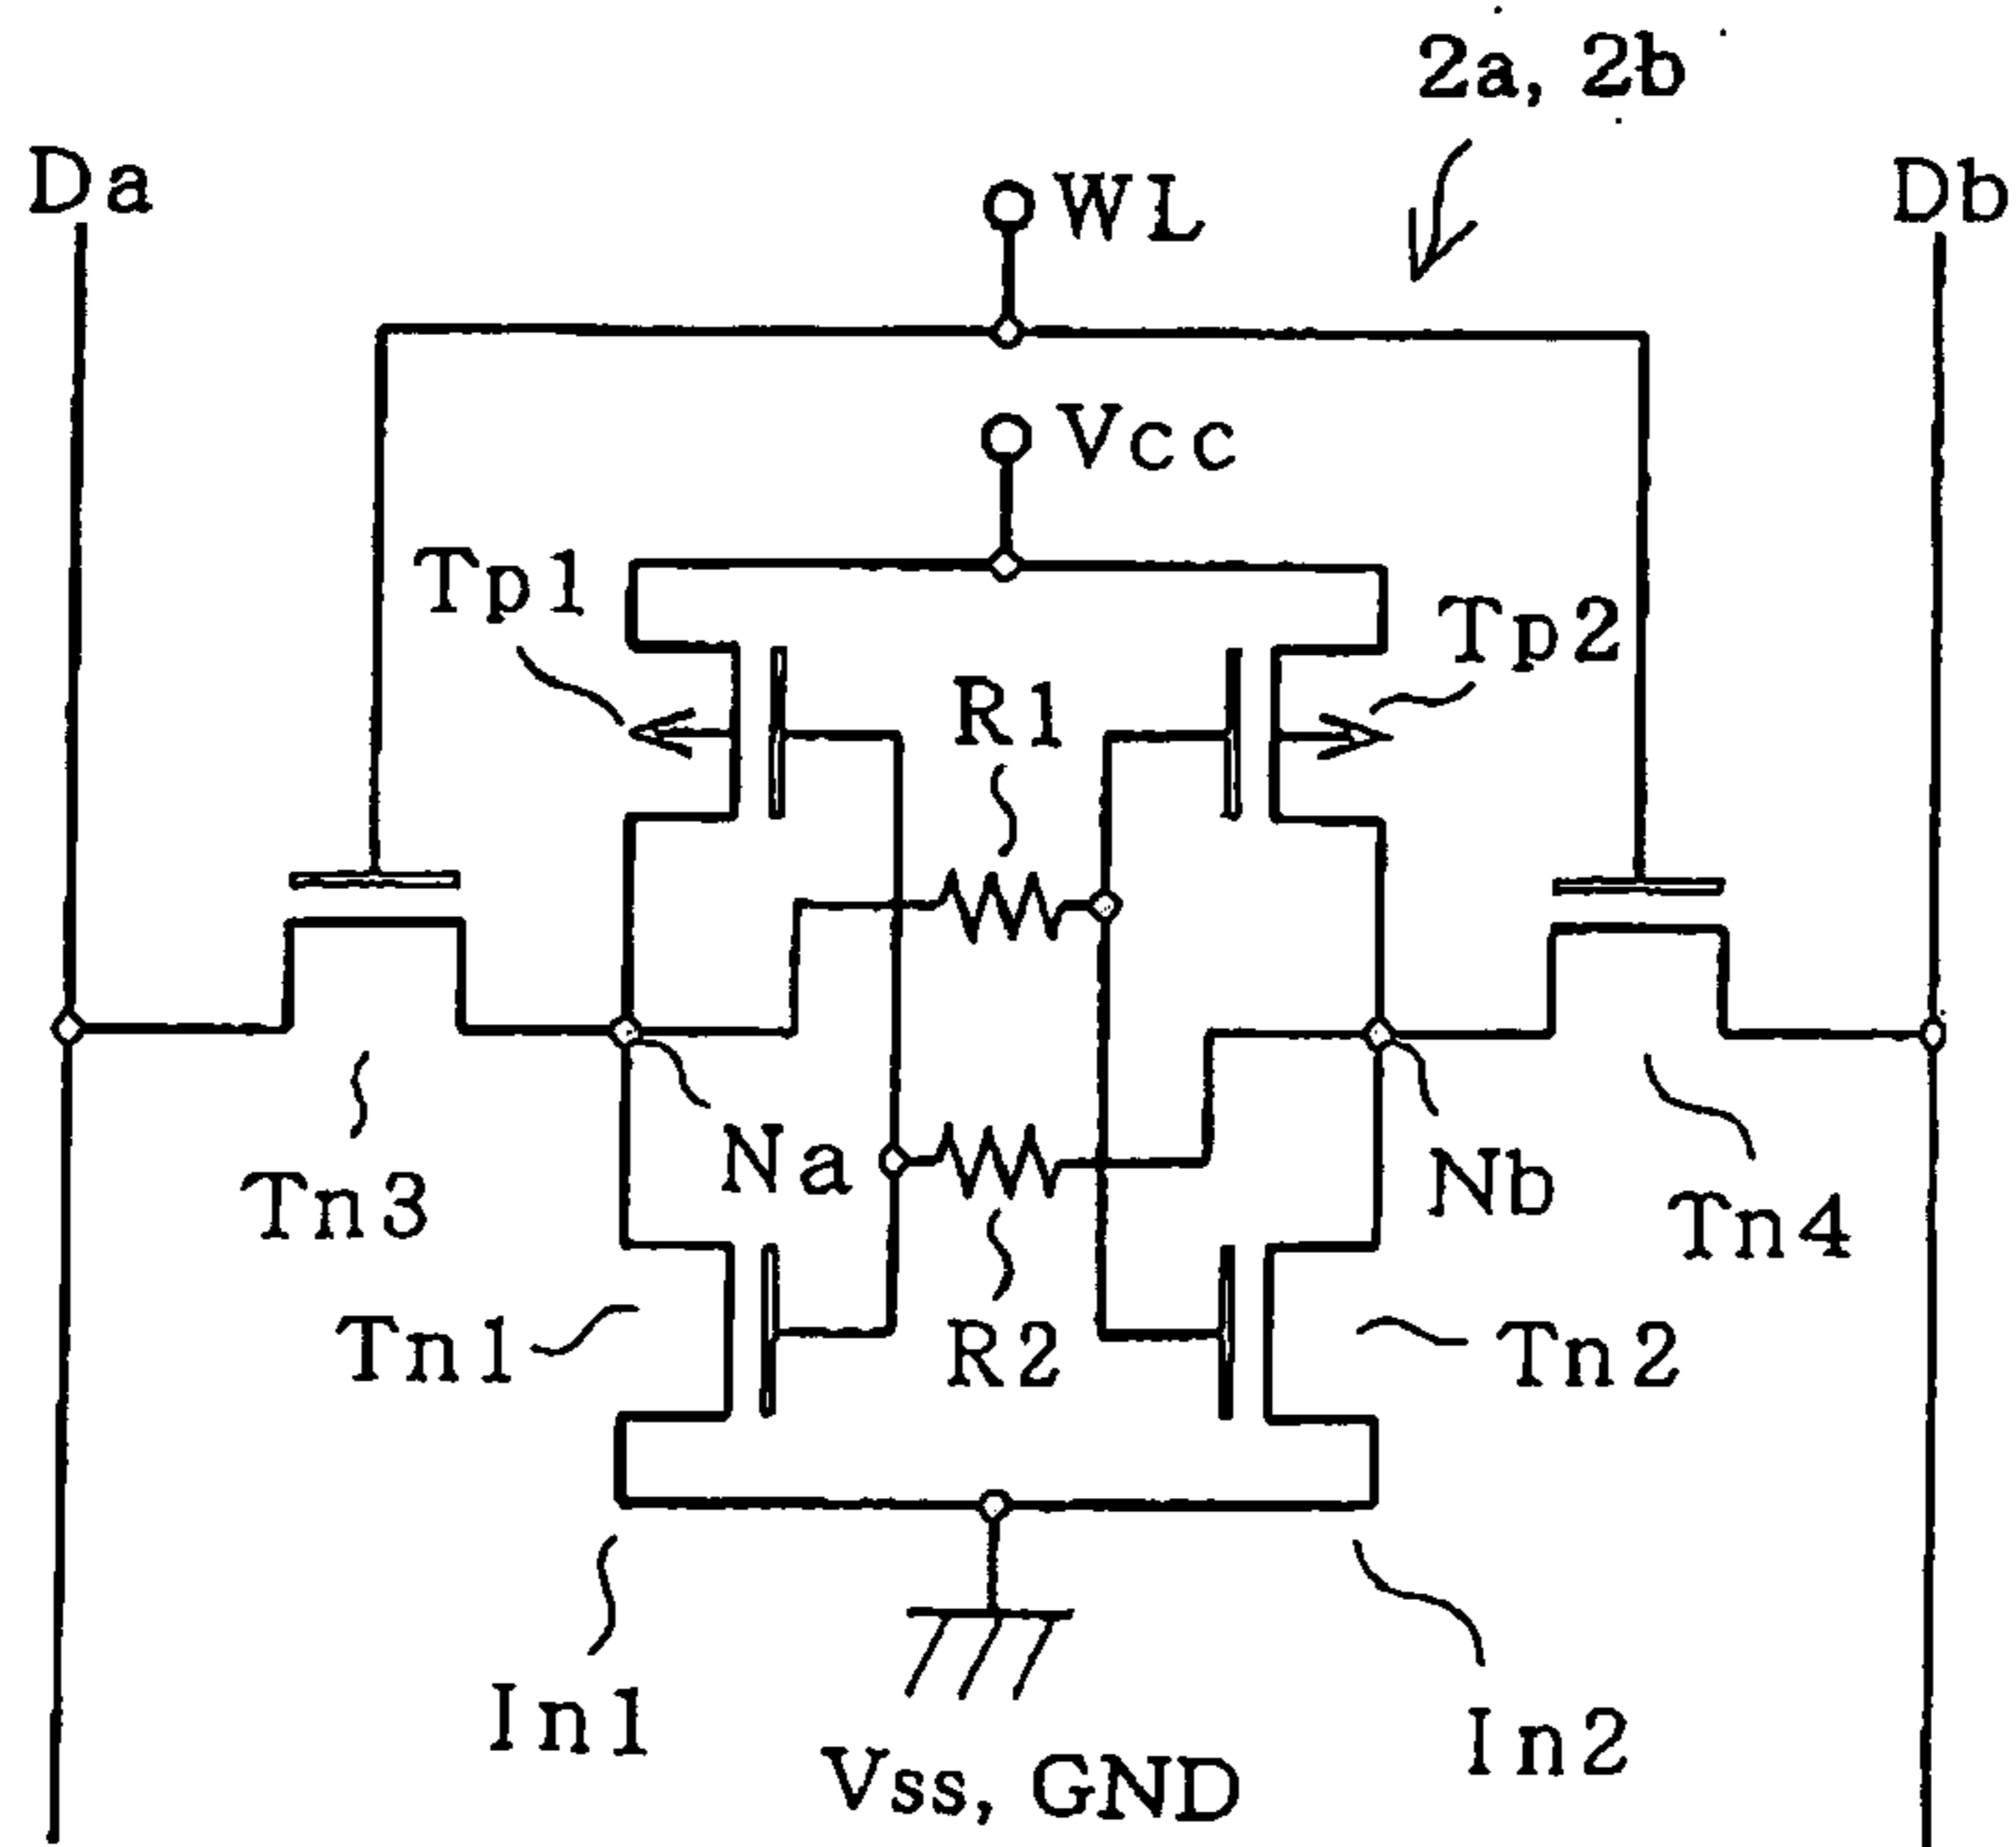 2a, 2b
Da
WL
Db
Vcc
Tp1
Tp2
R1
Na
Nb
Tn3
Tn4
Tn1
R2
Tn2
In1
In2
Vss, GND